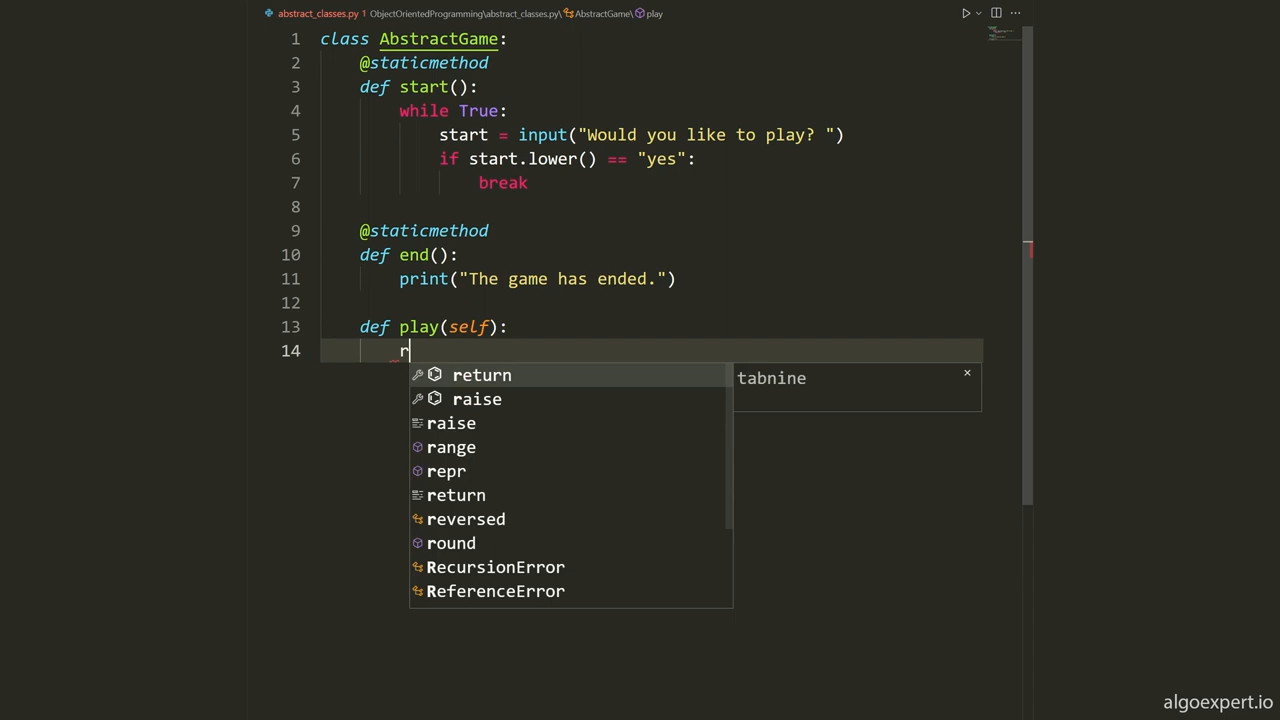 abstract_classes.py 1 ObjectOrientedProgramming\abstract_classes.py\ AbstractGame\ play
1 class AbstractGame:
2 @staticmethod
3 def start():
4 while True:
5 start = input("Would you like to play? ")
6 if start.lower() == "yes":
7 break
8
9 @staticmethod
10 def end():
11 print("The game has ended.")
12
13 def play(self):
14 r
return
tabnine
raise
raise
range
repr
return
reversed
round
RecursionError
ReferenceError
algoexpert.io